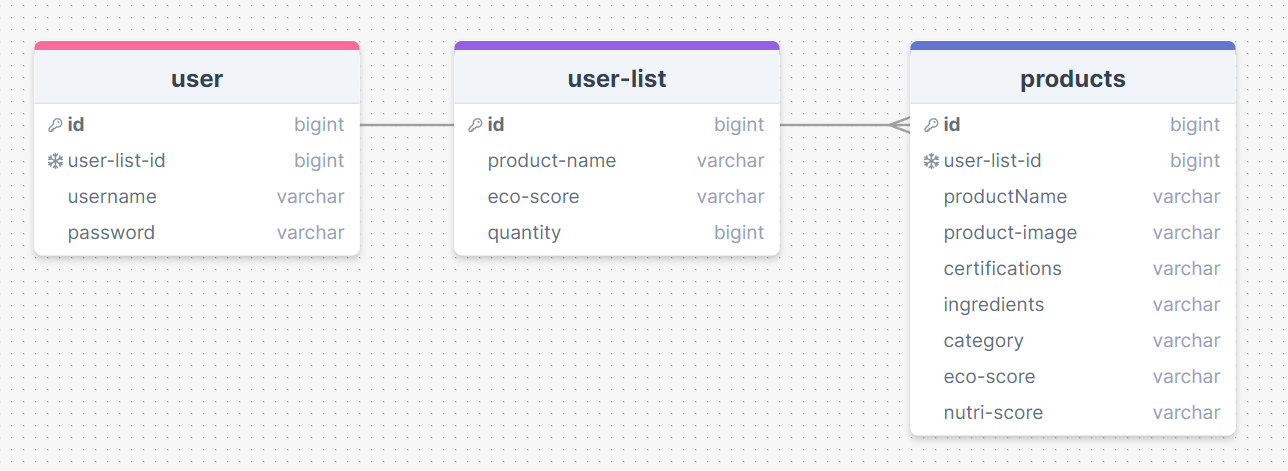 user
id bigint
user-list-id bigint
username varchar
password varchar
user-list
id bigint
product-name varchar
eco-score varchar
quantity bigint
products
id bigint
user-list-id bigint
productName varchar
product-image varchar
certifications varchar
ingredients varchar
category varchar
eco-score varchar
nutri-score varchar